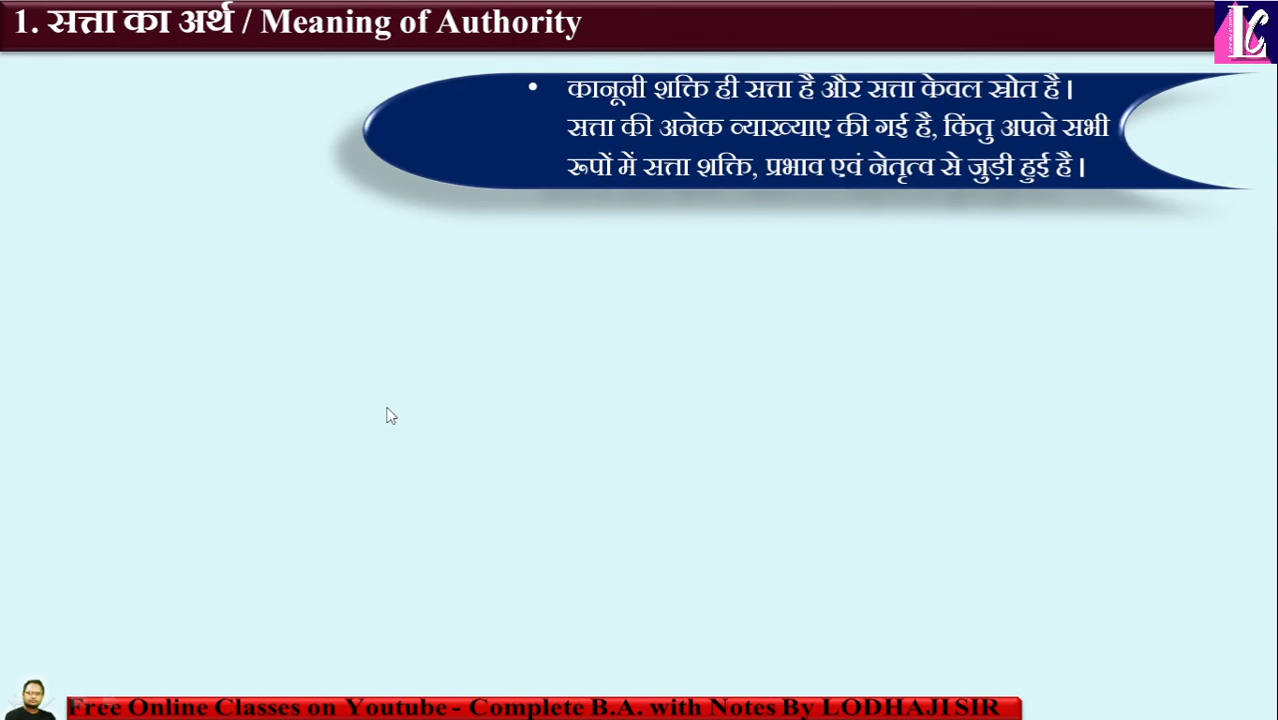 1. सत्ता का अर्थ / Meaning of Authority
LC
• कानूनी शक्ति ही सत्ता है और सत्ता केवल स्रोत है ।
सत्ता की अनेक व्याख्याए की गई है, किंतु अपने सभी
रूपों में सत्ता शक्ति, प्रभाव एवं नेतृत्व से जुड़ी हुई है ।
Free Online Classes on Youtube - Complete B.A. with Notes By LODHAJI SIR